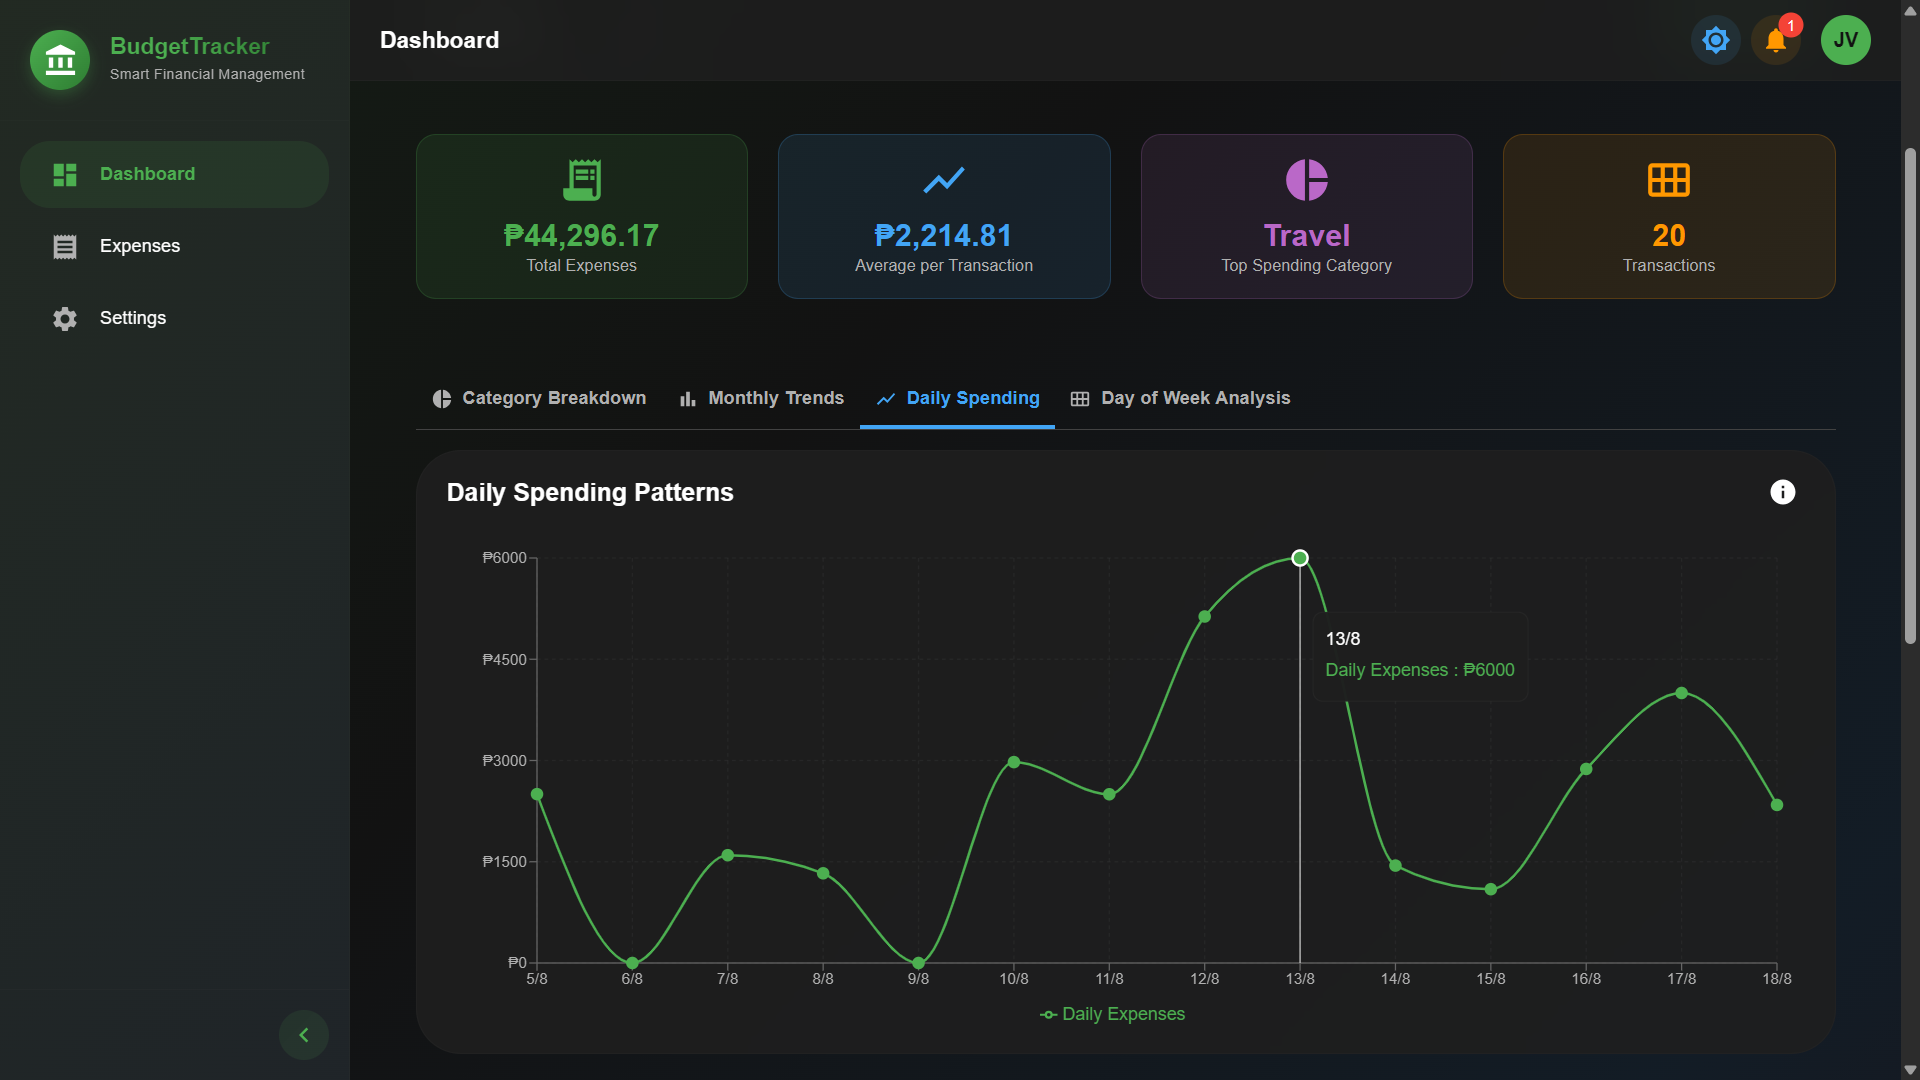 BudgetTracker
Smart Financial Management
Dashboard
Expenses
Settings
Dashboard
1
JV
₱44,296.17
Total Expenses
₱2,214.81
Average per Transaction
Travel
Top Spending Category
20
Transactions
Category Breakdown
Monthly Trends
Daily Spending
Day of Week Analysis
Daily Spending Patterns
₱6000
₱4500
₱3000
₱1500
₱0
13/8
Daily Expenses : ₱6000
5/8 6/8 7/8 8/8 9/8 10/8 11/8 12/8 13/8 14/8 15/8 16/8 17/8 18/8
Daily Expenses